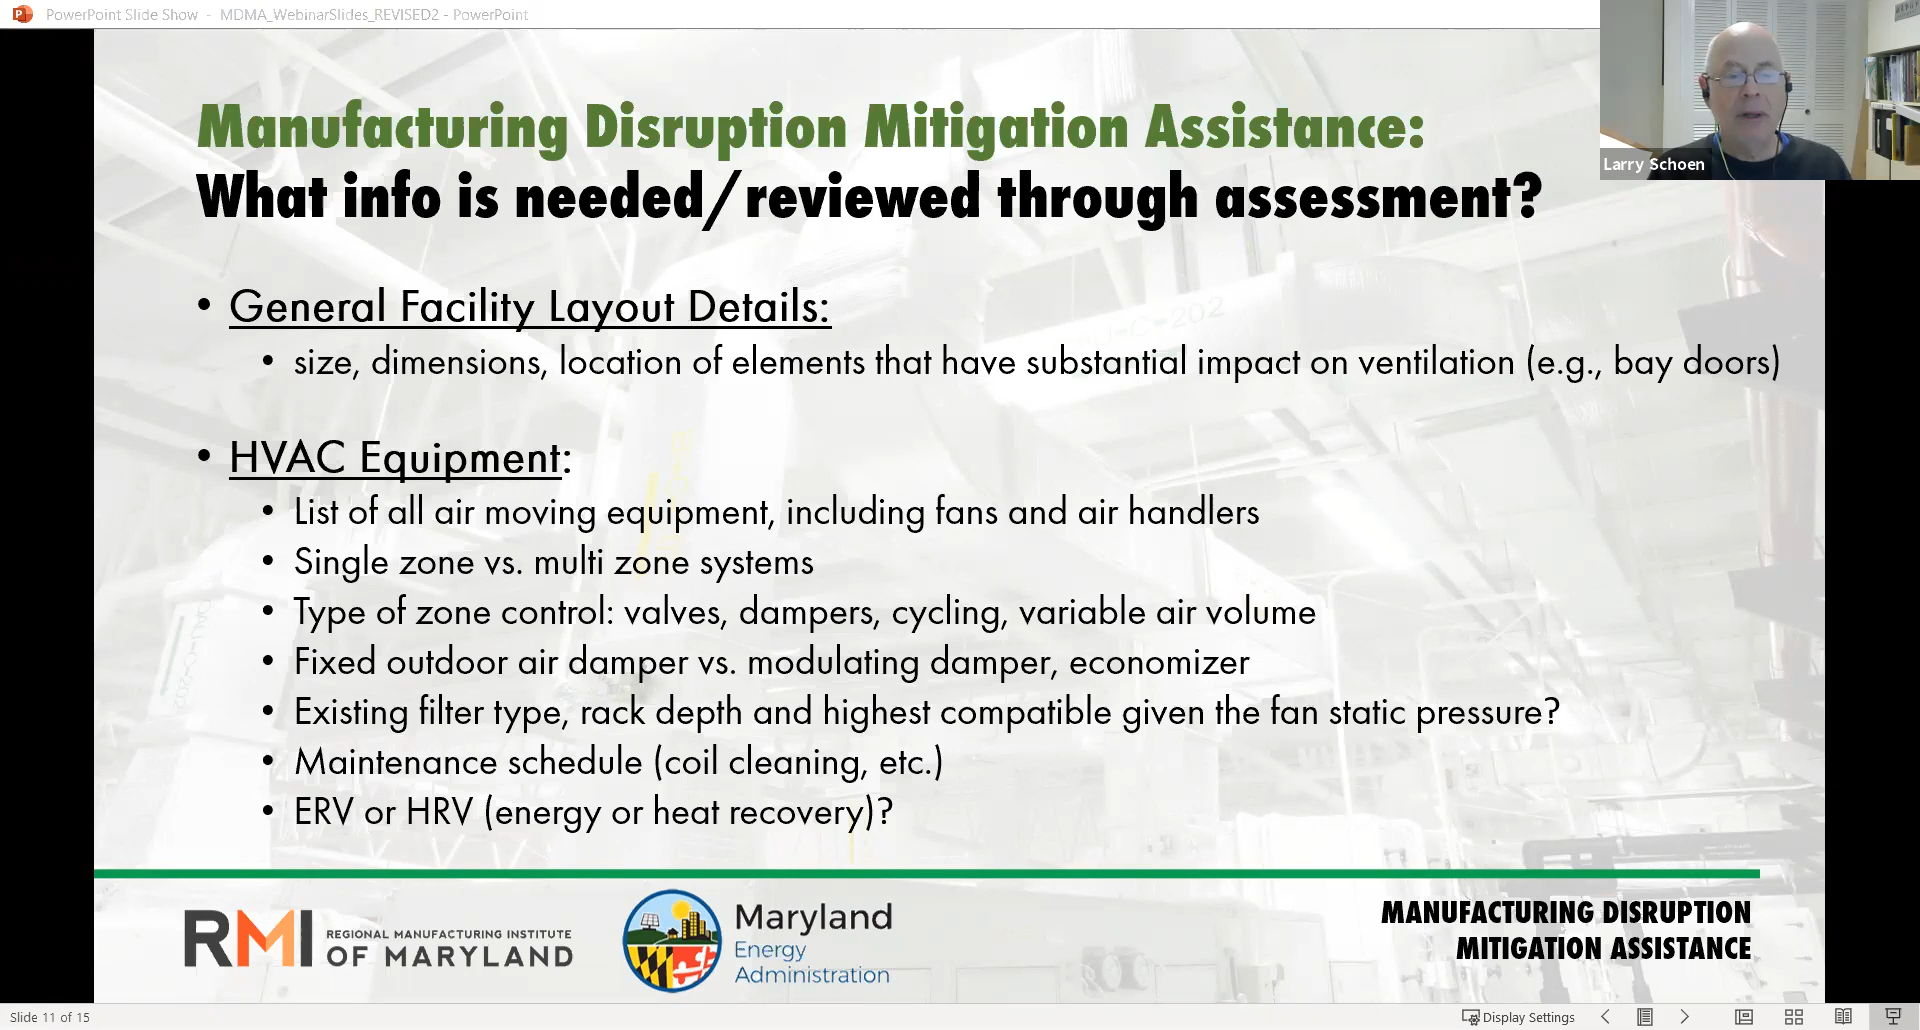 PowerPoint Slide Show - MDMA_WebinarSlides_REVISED2 - PowerPoint
Larry Schoen
Manufacturing Disruption Mitigation Assistance:
What info is needed/reviewed through assessment?
• General Facility Layout Details:
• size, dimensions, location of elements that have substantial impact on ventilation (e.g., bay doors)
• HVAC Equipment:
• List of all air moving equipment, including fans and air handlers
• Single zone vs. multi zone systems
• Type of zone control: valves, dampers, cycling, variable air volume
• Fixed outdoor air damper vs. modulating damper, economizer
• Existing filter type, rack depth and highest compatible given the fan static pressure?
• Maintenance schedule (coil cleaning, etc.)
• ERV or HRV (energy or heat recovery)?
RMI REGIONAL MANUFACTURING INSTITUTE
OF MARYLAND
Maryland
Energy
Administration
MANUFACTURING DISRUPTION
MITIGATION ASSISTANCE
Slide 11 of 15
Display Settings